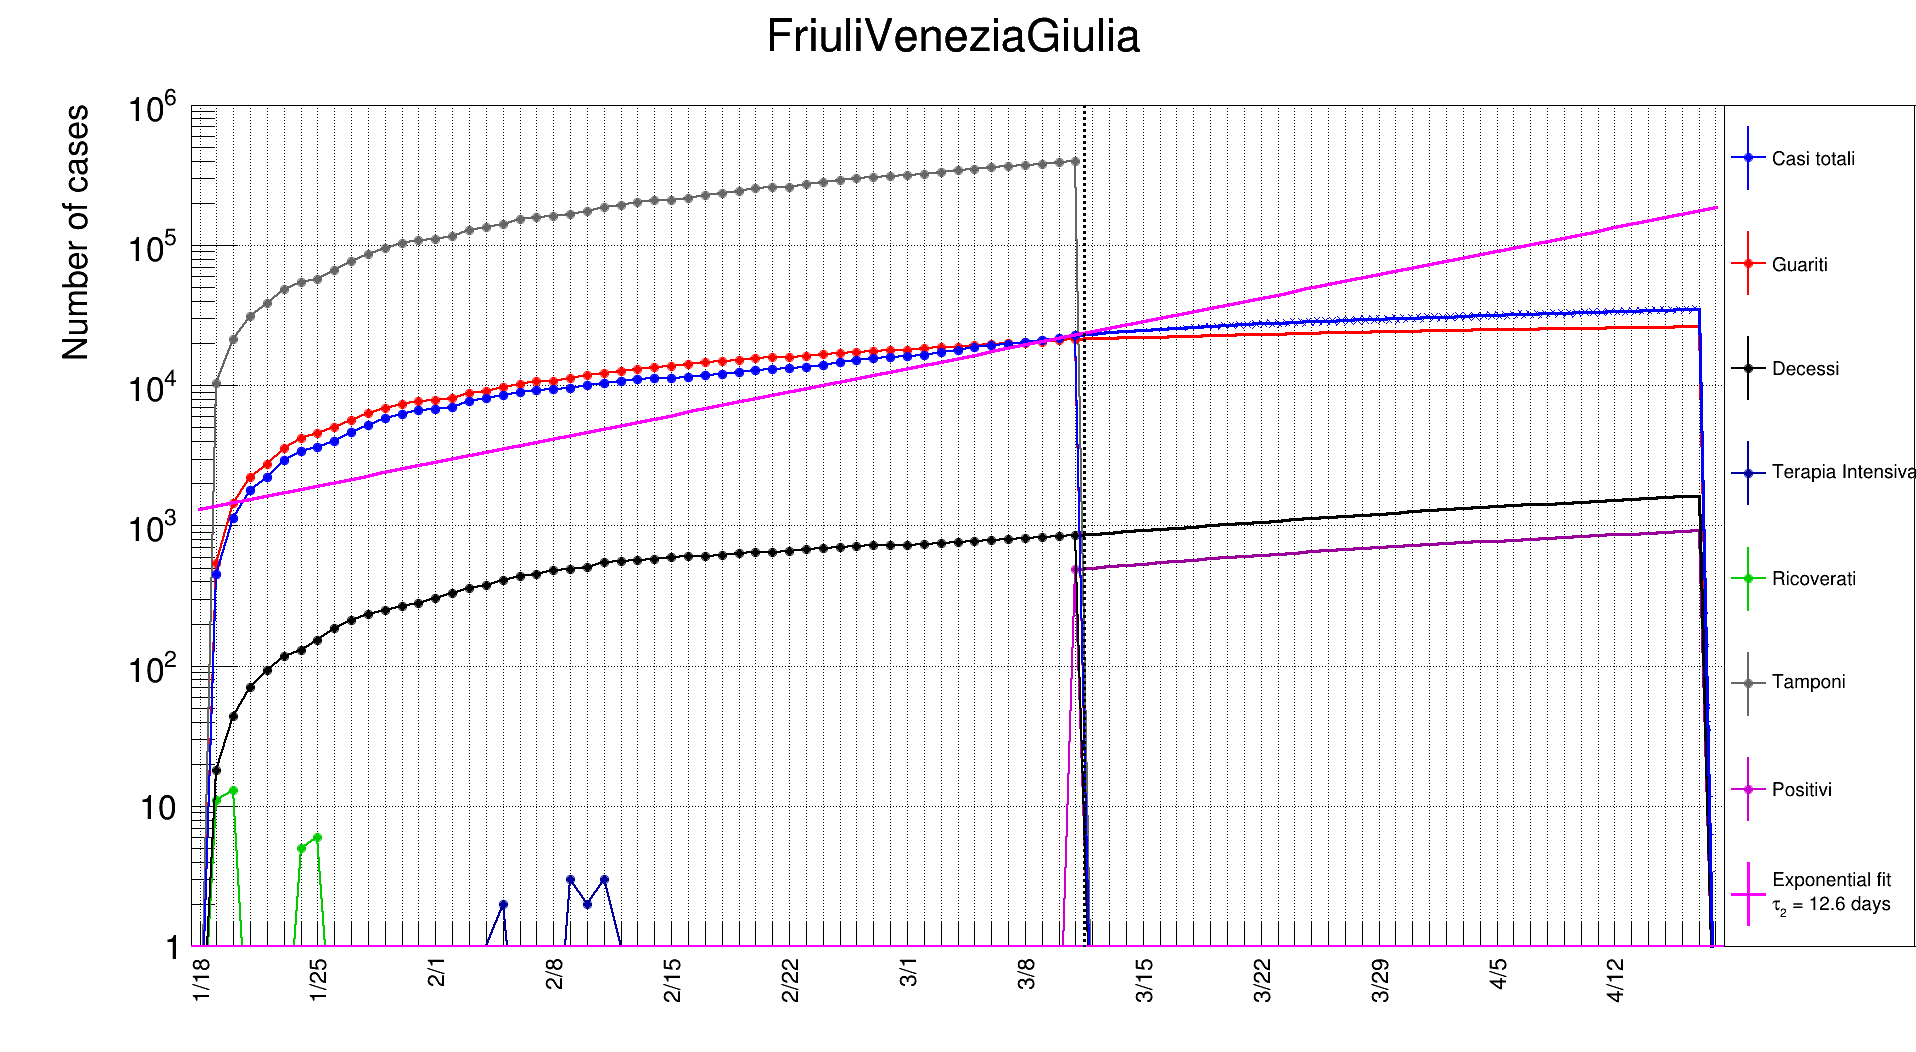 FriuliVeneziaGiulia
Number of cases
10^6
10^5
10^4
10^3
10^2
10
1
1/18
1/25
2/1
2/8
2/15
2/22
3/1
3/8
3/15
3/22
3/29
4/5
4/12
Casi totali
Guariti
Decessi
Terapia Intensiva
Ricoverati
Tamponi
Positivi
Exponential fit
τ_2 = 12.6 days